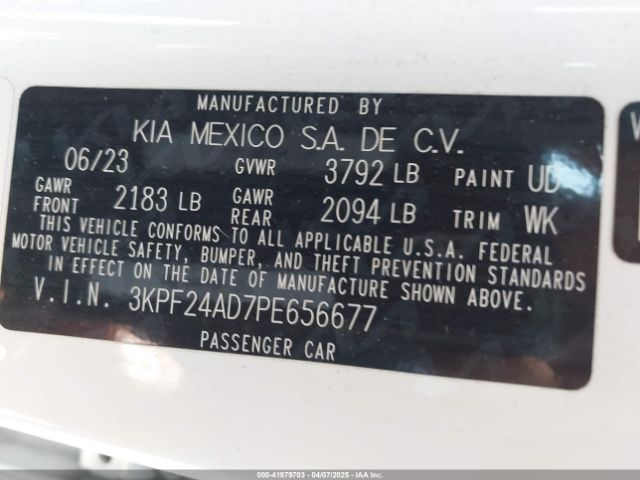 MANUFACTURED BY
KIA MEXICO S.A. DE C.V.
06/23 GVWR 3792 LB PAINT UD
GAWR FRONT 2183 LB GAWR REAR 2094 LB TRIM WK
THIS VEHICLE CONFORMS TO ALL APPLICABLE U.S.A. FEDERAL
MOTOR VEHICLE SAFETY, BUMPER, AND THEFT PREVENTION STANDARDS
IN EFFECT ON THE DATE OF MANUFACTURE SHOWN ABOVE.
V.I.N. 3KPF24AD7PE656677
PASSENGER CAR
000-41979703 - 04/07/2025 - IAAI.COM